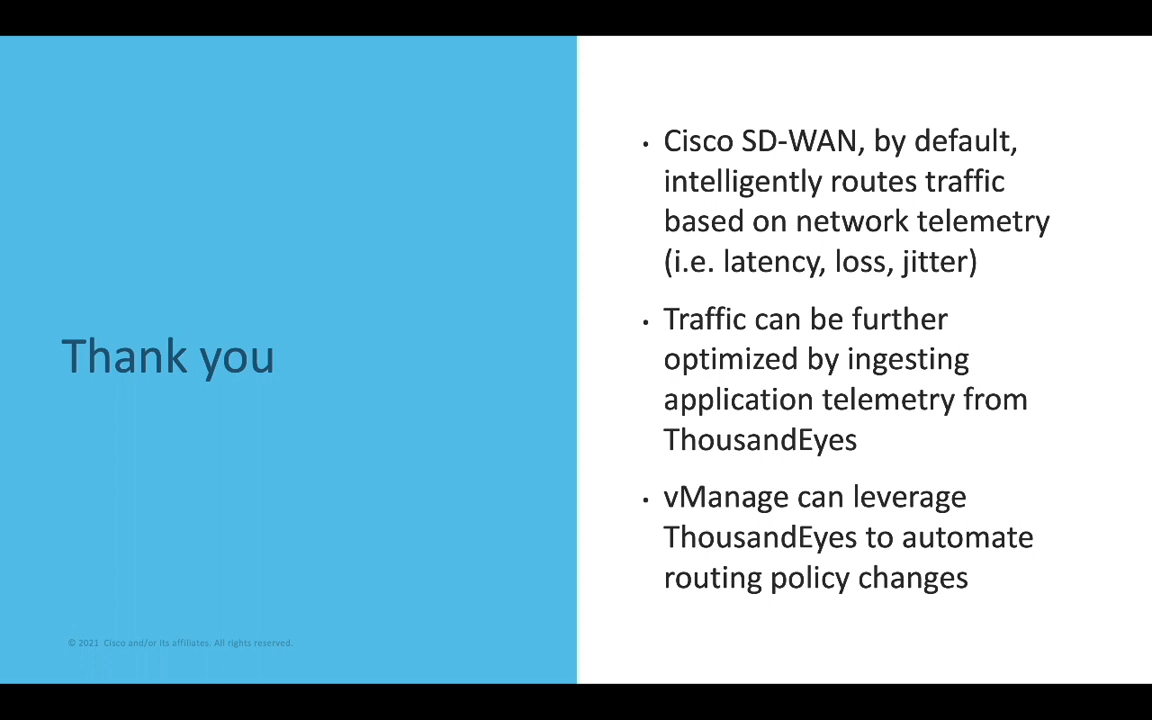 Thank you
© 2021 Cisco and/or its affiliates. All rights reserved.
• Cisco SD-WAN, by default,
intelligently routes traffic
based on network telemetry
(i.e. latency, loss, jitter)
• Traffic can be further
optimized by ingesting
application telemetry from
ThousandEyes
• vManage can leverage
ThousandEyes to automate
routing policy changes